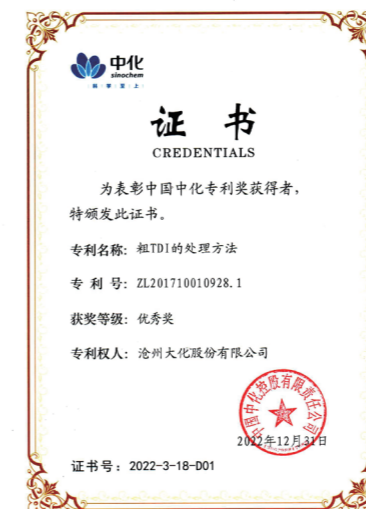 中化
sinochem
科学至上
证 书
CREDENTIALS
为表彰中国中化专利奖获得者，
特颁发此证书。
专利名称：粗TDI的处理方法
专 利 号：ZL201710010928.1
获奖等级：优秀奖
专利权人：沧州大化股份有限公司
中国中化控股有限责任公司
2022年12月31日
证书号：2022-3-18-D01